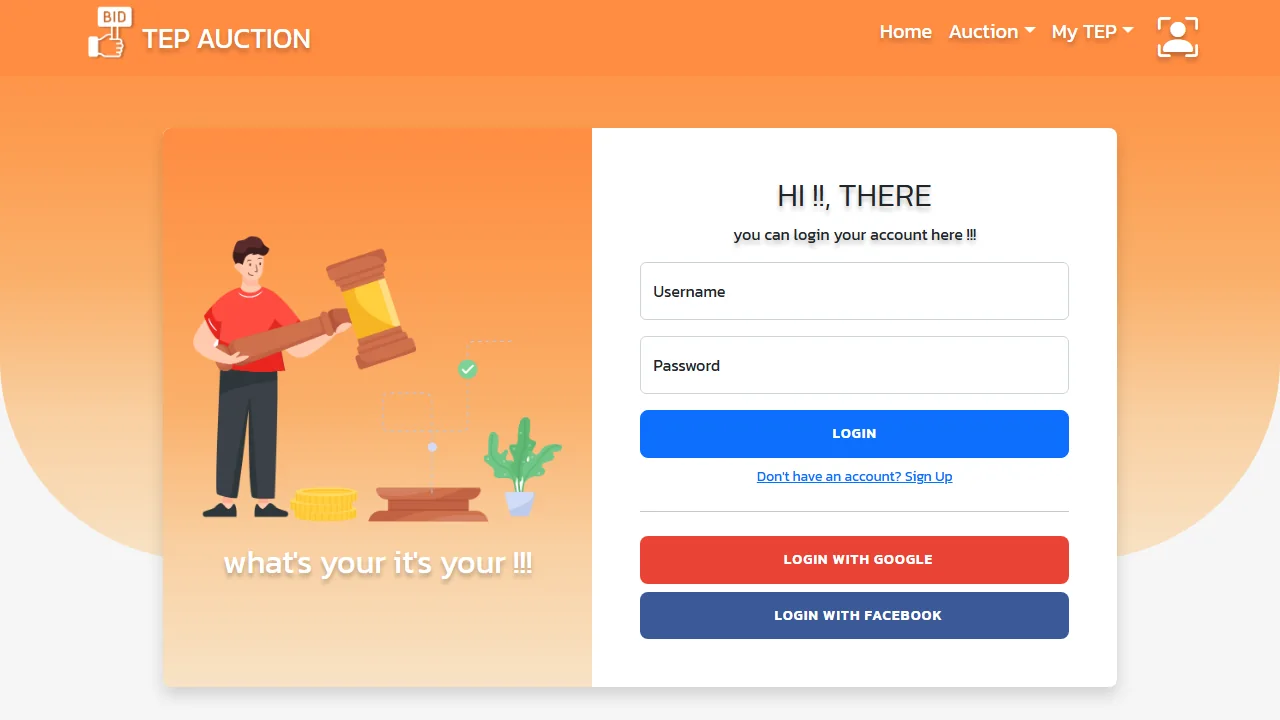 BID
TEP AUCTION
Home
Auction
My TEP
what's your it's your !!!
HI !!, THERE
you can login your account here !!!
Username
Password
LOGIN
Don't have an account? Sign Up
LOGIN WITH GOOGLE
LOGIN WITH FACEBOOK